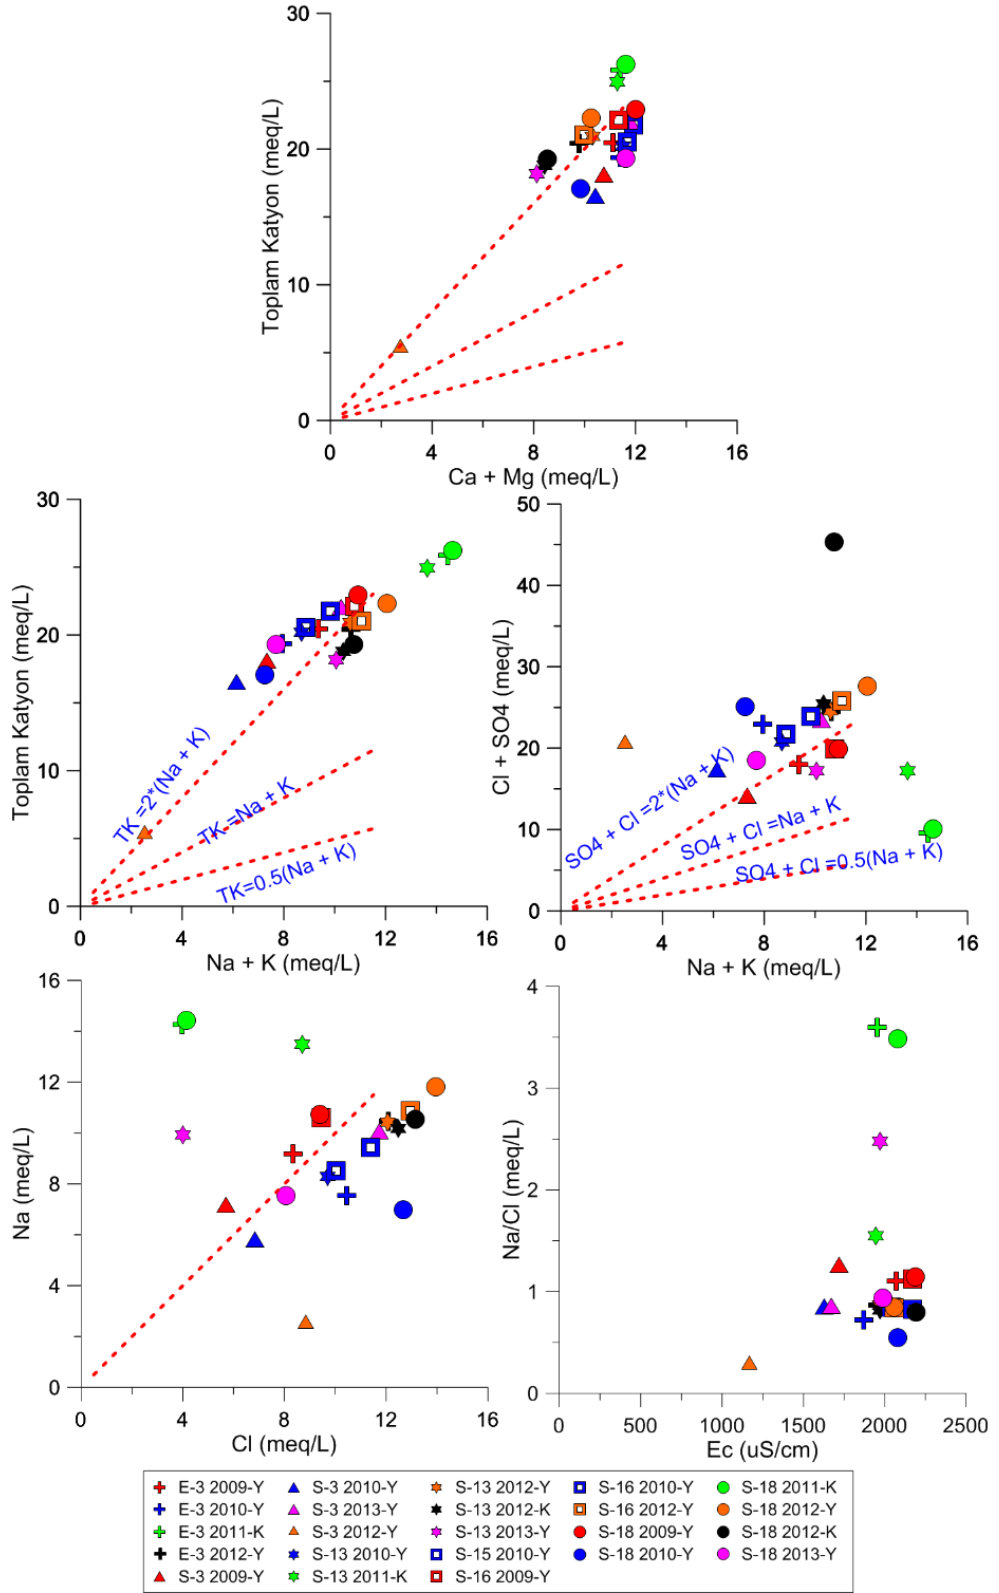 30
20
10
0
Toplam Katyon (meq/L)
0 4 8 12 16
Ca + Mg (meq/L)
30
20
10
0
Toplam Katyon (meq/L)
TK =2*(Na + K)
TK =Na + K
TK=0.5(Na + K)
0 4 8 12 16
Na + K (meq/L)
50
40
30
20
10
0
Cl + SO4 (meq/L)
SO4 + Cl =2*(Na + K)
SO4 + Cl =Na + K
SO4 + Cl =0.5(Na + K)
0 4 8 12 16
Na + K (meq/L)
16
12
8
4
0
Na (meq/L)
0 4 8 12 16
Cl (meq/L)
4
3
2
1
0
Na/Cl (meq/L)
0 500 1000 1500 2000 2500
Ec (uS/cm)
E-3 2009-Y
E-3 2010-Y
E-3 2011-K
E-3 2012-Y
S-3 2009-Y
S-3 2010-Y
S-3 2013-Y
S-3 2012-Y
S-13 2010-Y
S-13 2011-K
S-13 2012-Y
S-13 2012-K
S-13 2013-Y
S-15 2010-Y
S-16 2009-Y
S-16 2010-Y
S-16 2012-Y
S-18 2009-Y
S-18 2010-Y
S-18 2011-K
S-18 2012-Y
S-18 2012-K
S-18 2013-Y